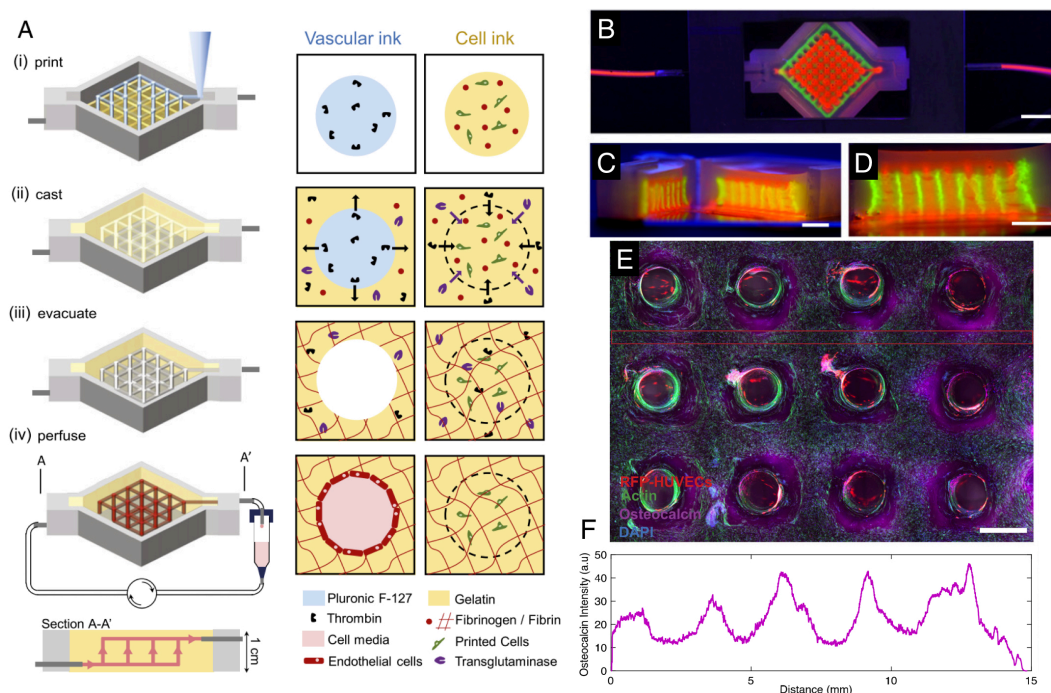 A
(i) print
(ii) cast
(iii) evacuate
(iv) perfuse
A
A'
Section A-A'
1 cm
Vascular ink
Cell ink
Pluronic F-127
Thrombin
Cell media
Endothelial cells
Gelatin
Fibrinogen / Fibrin
Printed Cells
Transglutaminase
B
C
D
E
RFP-HUVECs
Actin
Osteocalcin
DAPI
F
Osteocalcin Intensity (a.u)
50
40
30
20
10
0
0
5
10
15
Distance (mm)